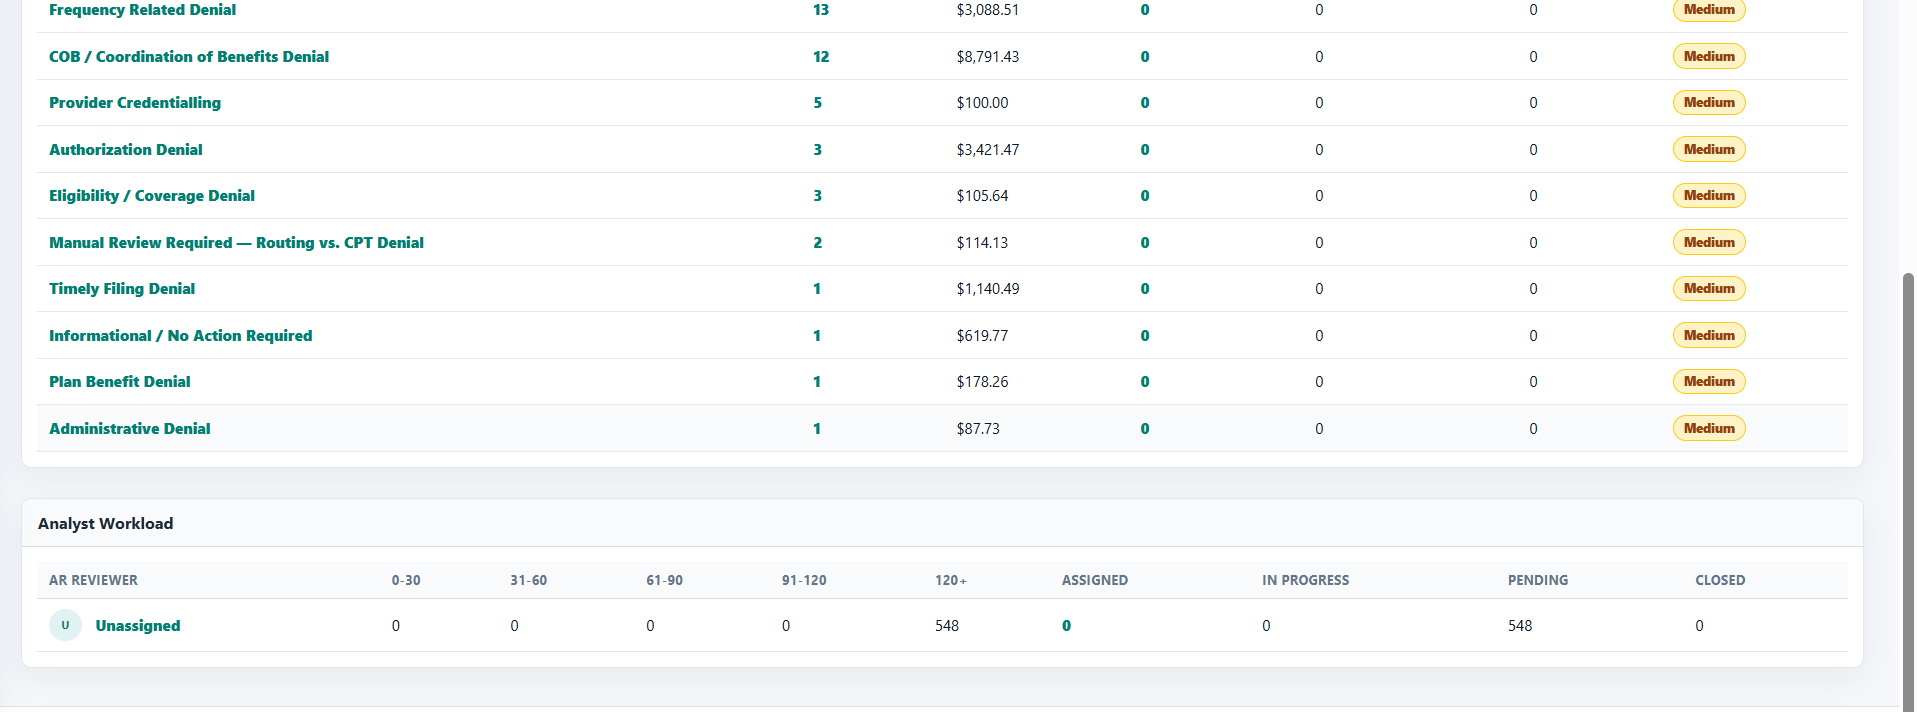 Frequency Related Denial 13 $3,088.51 0 0 0 Medium
COB / Coordination of Benefits Denial 12 $8,791.43 0 0 0 Medium
Provider Credentialling 5 $100.00 0 0 0 Medium
Authorization Denial 3 $3,421.47 0 0 0 Medium
Eligibility / Coverage Denial 3 $105.64 0 0 0 Medium
Manual Review Required — Routing vs. CPT Denial 2 $114.13 0 0 0 Medium
Timely Filing Denial 1 $1,140.49 0 0 0 Medium
Informational / No Action Required 1 $619.77 0 0 0 Medium
Plan Benefit Denial 1 $178.26 0 0 0 Medium
Administrative Denial 1 $87.73 0 0 0 Medium
Analyst Workload
AR REVIEWER 0-30 31-60 61-90 91-120 120+ ASSIGNED IN PROGRESS PENDING CLOSED
U Unassigned 0 0 0 0 548 0 0 548 0